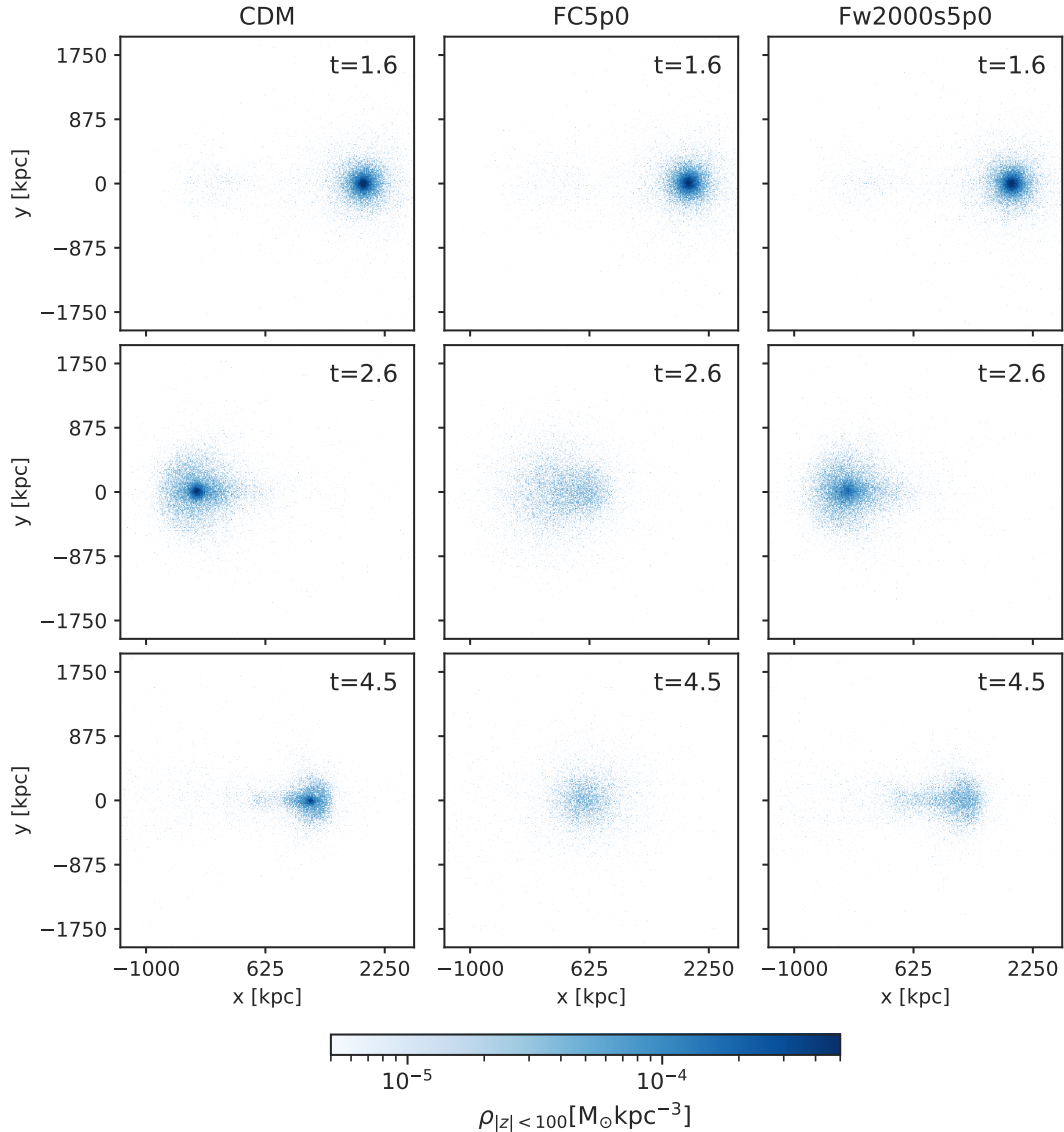 CDM FC5p0 Fw2000s5p0
1750 t=1.6 t=1.6 t=1.6
875
y [kpc] 0
−875
−1750
1750 t=2.6 t=2.6 t=2.6
875
y [kpc] 0
−875
−1750
1750 t=4.5 t=4.5 t=4.5
875
y [kpc] 0
−875
−1750
−1000 625 2250 −1000 625 2250 −1000 625 2250
x [kpc] x [kpc] x [kpc]
10⁻⁵ 10⁻⁴
ρ|z|<100[M⊙kpc⁻³]